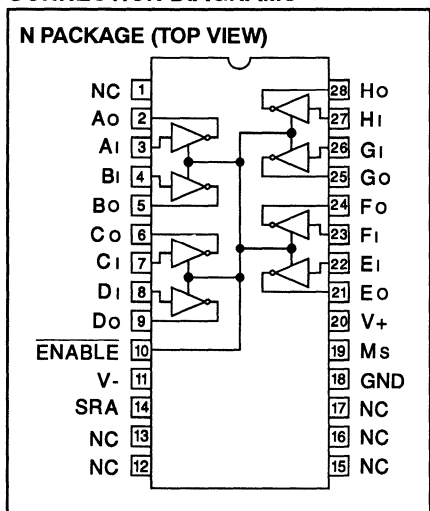 N PACKAGE (TOP VIEW)
NC 1
Ao 2
AI 3
BI 4
Bo 5
Co 6
CI 7
DI 8
Do 9
ENABLE 10
V- 11
SRA 14
NC 13
NC 12
28 Ho
27 HI
26 GI
25 Go
24 Fo
23 FI
22 EI
21 Eo
20 V+
19 Ms
18 GND
17 NC
16 NC
15 NC